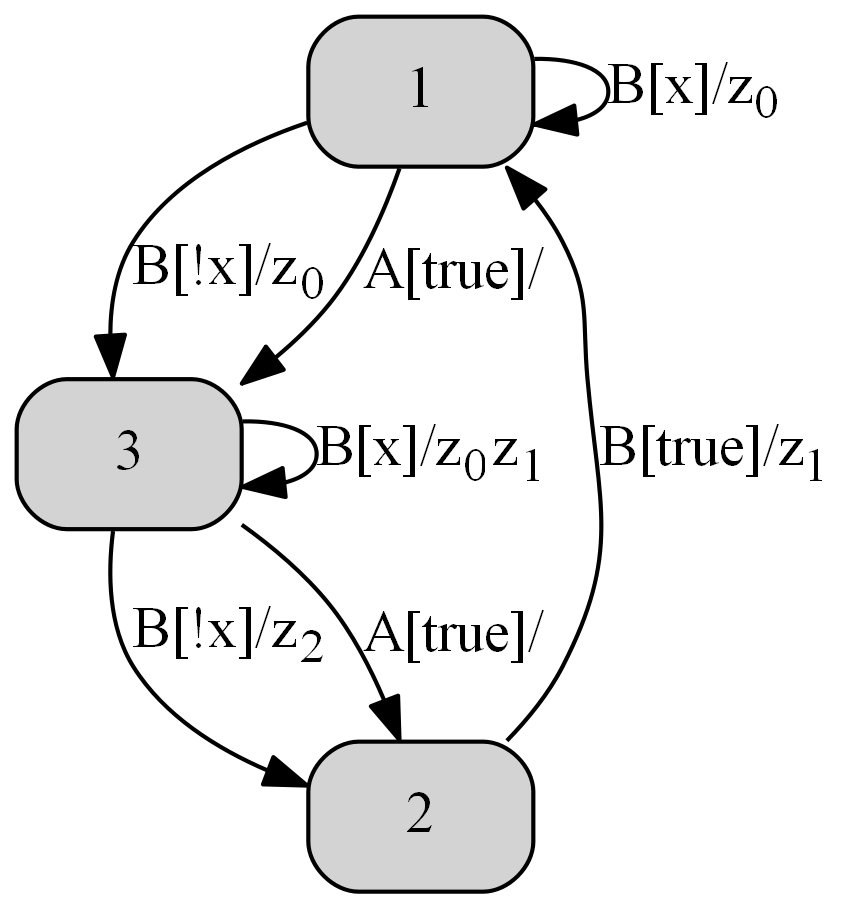 1
B[x]/z₀
B[!x]/z₀
A[true]/
3
B[x]/z₀z₁
B[true]/z₁
B[!x]/z₂
A[true]/
2